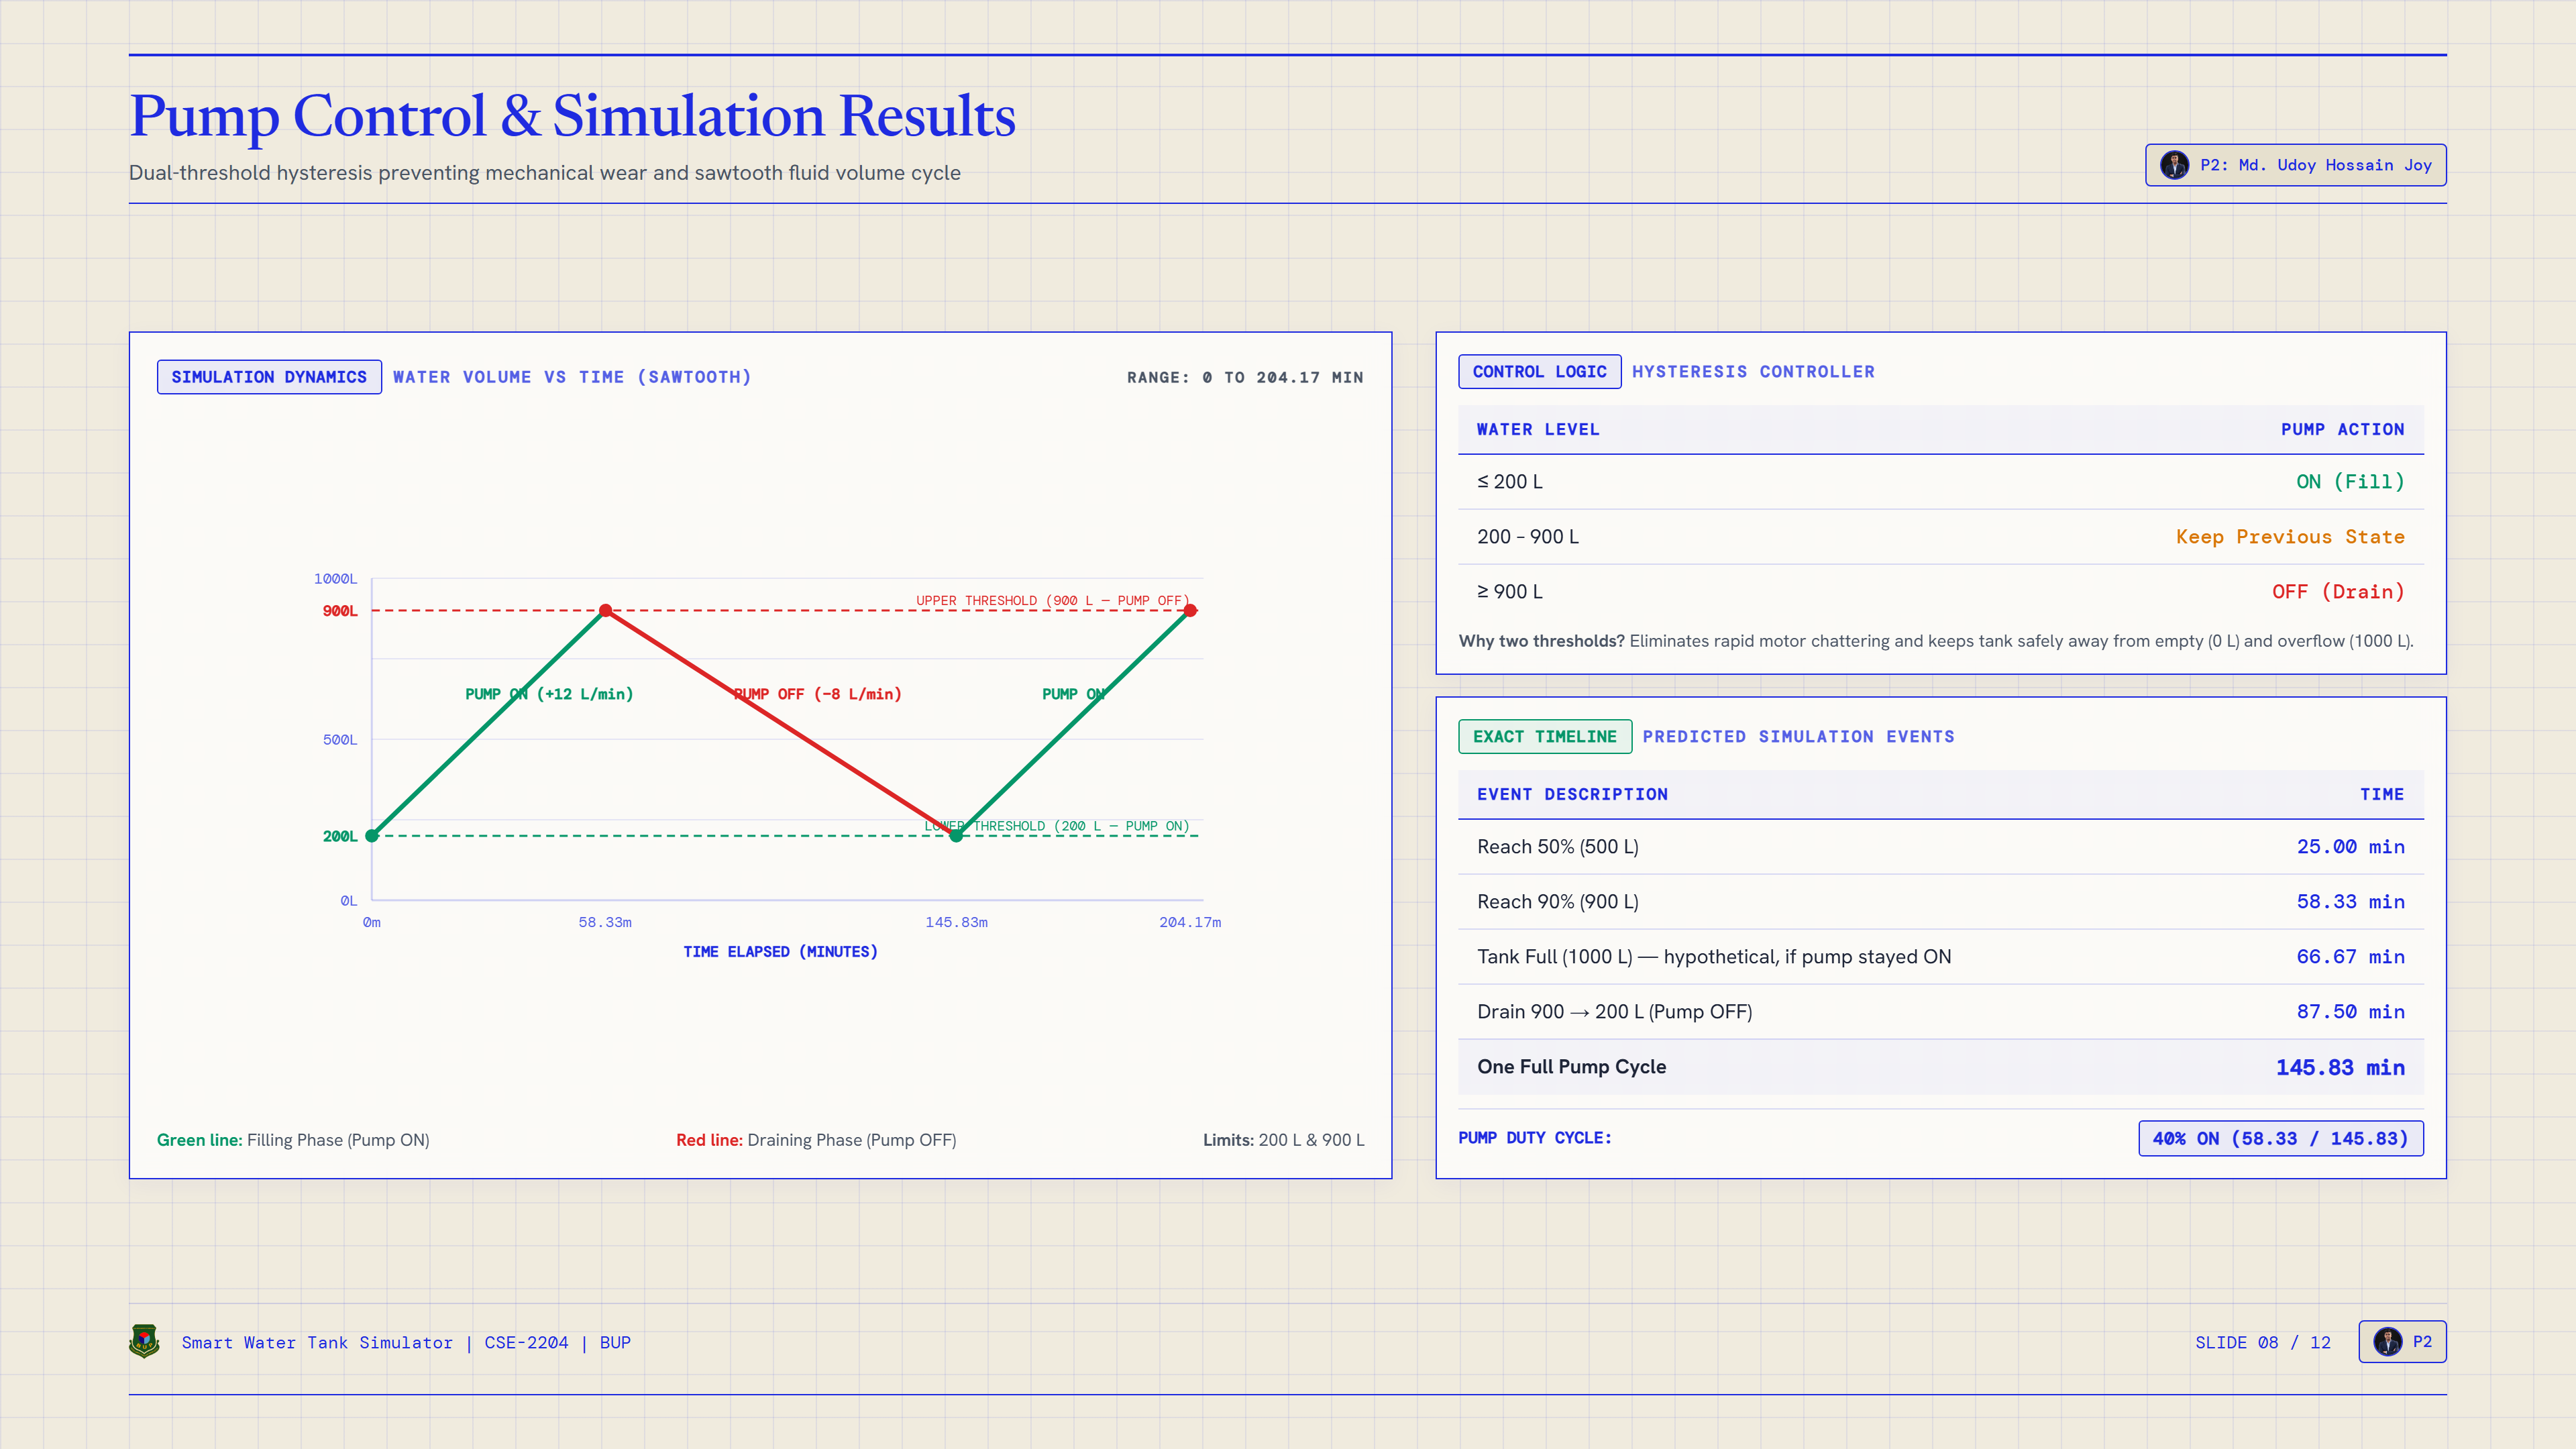 Pump Control & Simulation Results
Dual-threshold hysteresis preventing mechanical wear and sawtooth fluid volume cycle
P2: Md. Udoy Hossain Joy
SIMULATION DYNAMICS WATER VOLUME VS TIME (SAWTOOTH)
RANGE: 0 TO 204.17 MIN
1000L
UPPER THRESHOLD (900 L — PUMP OFF)
900L
PUMP ON (+12 L/min)
PUMP OFF (-8 L/min)
PUMP ON
500L
LOWER THRESHOLD (200 L — PUMP ON)
200L
0L
0m 58.33m 145.83m 204.17m
TIME ELAPSED (MINUTES)
Green line: Filling Phase (Pump ON)
Red line: Draining Phase (Pump OFF)
Limits: 200 L & 900 L
CONTROL LOGIC HYSTERESIS CONTROLLER
WATER LEVEL PUMP ACTION
≤ 200 L ON (Fill)
200 – 900 L Keep Previous State
≥ 900 L OFF (Drain)
Why two thresholds? Eliminates rapid motor chattering and keeps tank safely away from empty (0 L) and overflow (1000 L).
EXACT TIMELINE PREDICTED SIMULATION EVENTS
EVENT DESCRIPTION TIME
Reach 50% (500 L) 25.00 min
Reach 90% (900 L) 58.33 min
Tank Full (1000 L) — hypothetical, if pump stayed ON 66.67 min
Drain 900 → 200 L (Pump OFF) 87.50 min
One Full Pump Cycle 145.83 min
PUMP DUTY CYCLE: 40% ON (58.33 / 145.83)
BUP
Smart Water Tank Simulator | CSE-2204 | BUP
SLIDE 08 / 12
P2